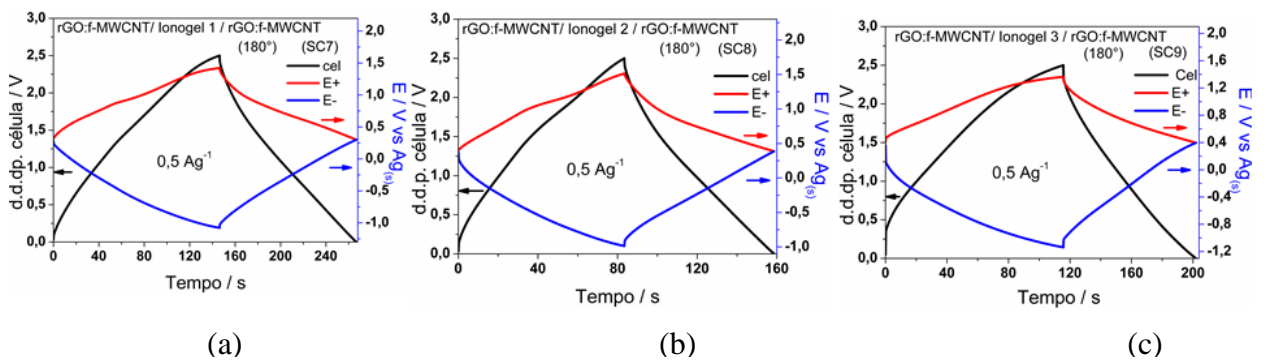 rGO:f-MWCNT/ Ionogel 1 / rGO:f-MWCNT
(180°) (SC7)
cel
E+
E-
0,5 Ag⁻¹
d.d.dp. célula / V
3,0
2,5
2,0
1,5
1,0
0,5
0,0
E / V vs Ag(s)
2,0
1,5
1,0
0,5
0,0
-0,5
-1,0
0 40 80 120 160 200 240
Tempo / s
(a)
rGO:f-MWCNT/ Ionogel 2 / rGO:f-MWCNT
(180°) (SC8)
cel
E+
E-
0,5 Ag⁻¹
d.d.p. célula / V
3,0
2,5
2,0
1,5
1,0
0,5
0,0
E / V vs Ag(s)
2,0
1,5
1,0
0,5
0,0
-0,5
-1,0
0 40 80 120 160
Tempo / s
(b)
rGO:f-MWCNT/ Ionogel 3 / rGO:f-MWCNT
(180°) (SC9)
Cel
E+
E-
0,5 Ag⁻¹
d.d.p. célula / V
3,0
2,5
2,0
1,5
1,0
0,5
0,0
E / V vs Ag(s)
2,0
1,6
1,2
0,8
0,4
0,0
-0,4
-0,8
-1,2
0 40 80 120 160 200
Tempo / s
(c)